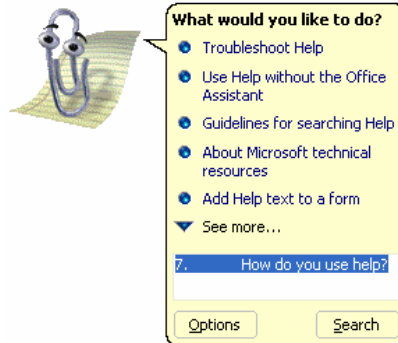 What would you like to do?
Troubleshoot Help
Use Help without the Office
Assistant
Guidelines for searching Help
About Microsoft technical
resources
Add Help text to a form
See more...
7. How do you use help?
Options Search